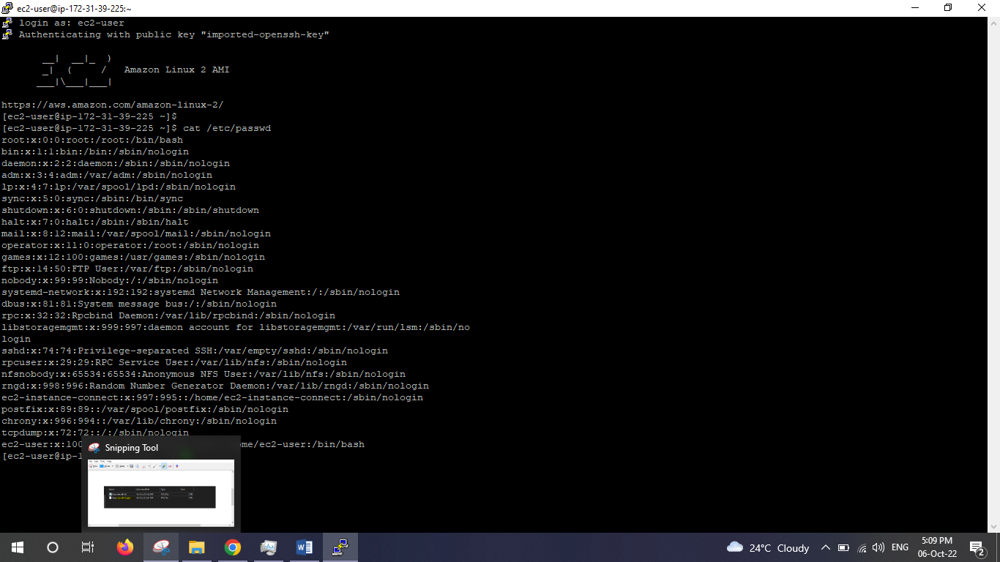 ec2-user@ip-172-31-39-225:~
login as: ec2-user
Authenticating with public key "imported-openssh-key"
__|  __|_  )
_|  (     /   Amazon Linux 2 AMI
___|\___|___|
https://aws.amazon.com/amazon-linux-2/
[ec2-user@ip-172-31-39-225 ~]$
[ec2-user@ip-172-31-39-225 ~]$ cat /etc/passwd
root:x:0:0:root:/root:/bin/bash
bin:x:1:1:bin:/bin:/sbin/nologin
daemon:x:2:2:daemon:/sbin:/sbin/nologin
adm:x:3:4:adm:/var/adm:/sbin/nologin
lp:x:4:7:lp:/var/spool/lpd:/sbin/nologin
sync:x:5:0:sync:/sbin:/bin/sync
shutdown:x:6:0:shutdown:/sbin:/sbin/shutdown
halt:x:7:0:halt:/sbin:/sbin/halt
mail:x:8:12:mail:/var/spool/mail:/sbin/nologin
operator:x:11:0:operator:/root:/sbin/nologin
games:x:12:100:games:/usr/games:/sbin/nologin
ftp:x:14:50:FTP User:/var/ftp:/sbin/nologin
nobody:x:99:99:Nobody:/:/sbin/nologin
systemd-network:x:192:192:systemd Network Management:/:/sbin/nologin
dbus:x:81:81:System message bus:/:/sbin/nologin
rpc:x:32:32:Rpcbind Daemon:/var/lib/rpcbind:/sbin/nologin
libstoragemgmt:x:999:997:daemon account for libstoragemgmt:/var/run/lsm:/sbin/no
login
sshd:x:74:74:Privilege-separated SSH:/var/empty/sshd:/sbin/nologin
rpcuser:x:29:29:RPC Service User:/var/lib/nfs:/sbin/nologin
nfsnobody:x:65534:65534:Anonymous NFS User:/var/lib/nfs:/sbin/nologin
rngd:x:998:996:Random Number Generator Daemon:/var/lib/rngd:/sbin/nologin
ec2-instance-connect:x:997:995::/home/ec2-instance-connect:/sbin/nologin
postfix:x:89:89::/var/spool/postfix:/sbin/nologin
chrony:x:996:994::/var/lib/chrony:/sbin/nologin
tcpdump:x:72:72::/:/sbin/nologin
ec2-user:x:100 ome/ec2-user:/bin/bash
[ec2-user@ip-1
Snipping Tool
24°C Cloudy
ENG
5:09 PM
06-Oct-22
2